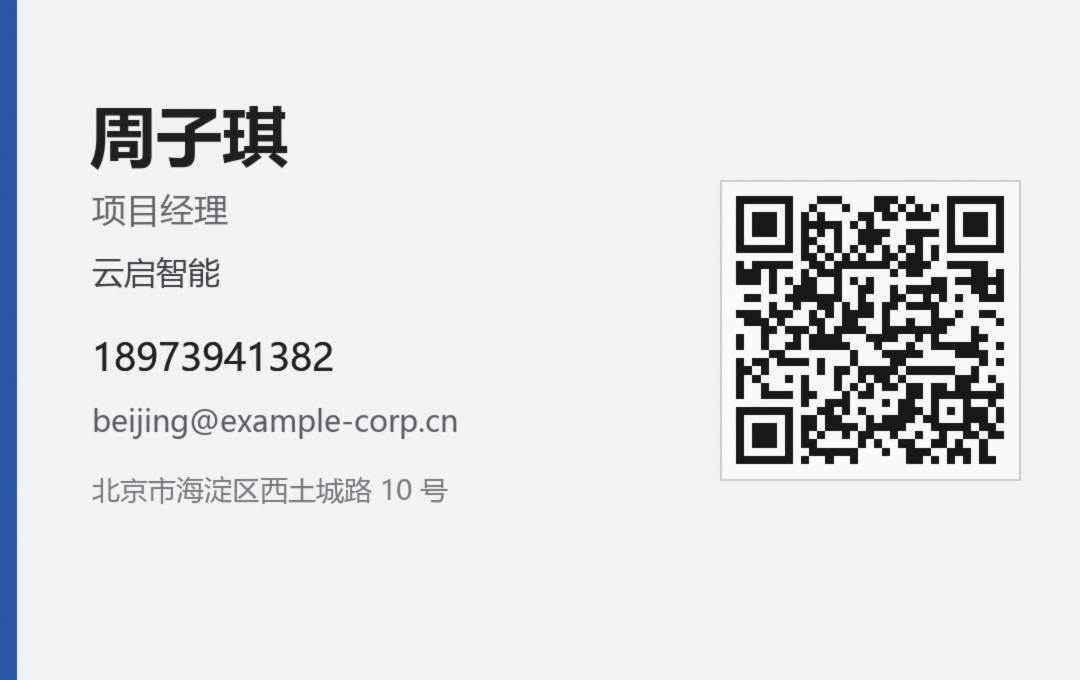 周子琪
项目经理
云启智能
18973941382
beijing@example-corp.cn
北京市海淀区西土城路 10 号